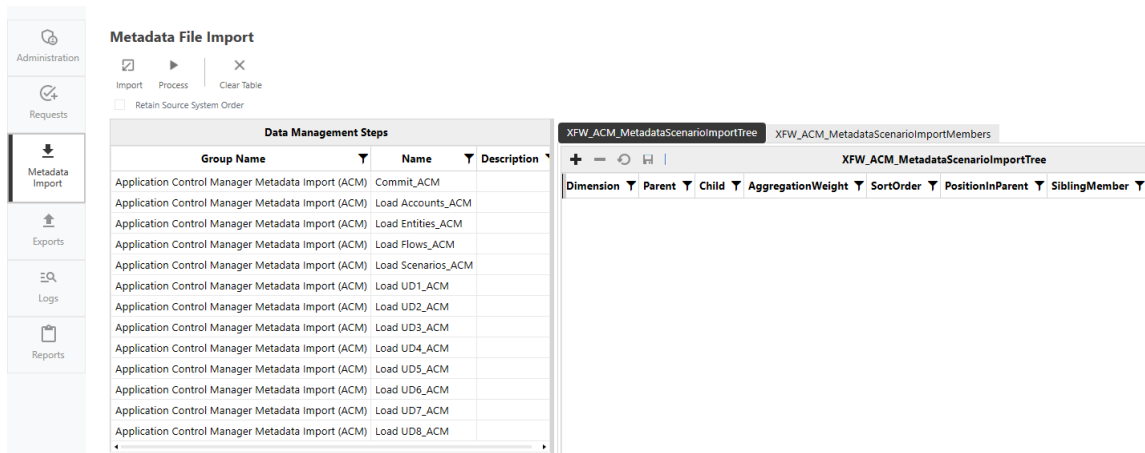 Metadata File Import
Administration
Import Process Clear Table
Retain Source System Order
Requests
Metadata
Import
Exports
Logs
Reports
Data Management Steps
Group Name Name Description
Application Control Manager Metadata Import (ACM) Commit_ACM
Application Control Manager Metadata Import (ACM) Load Accounts_ACM
Application Control Manager Metadata Import (ACM) Load Entities_ACM
Application Control Manager Metadata Import (ACM) Load Flows_ACM
Application Control Manager Metadata Import (ACM) Load Scenarios_ACM
Application Control Manager Metadata Import (ACM) Load UD1_ACM
Application Control Manager Metadata Import (ACM) Load UD2_ACM
Application Control Manager Metadata Import (ACM) Load UD3_ACM
Application Control Manager Metadata Import (ACM) Load UD4_ACM
Application Control Manager Metadata Import (ACM) Load UD5_ACM
Application Control Manager Metadata Import (ACM) Load UD6_ACM
Application Control Manager Metadata Import (ACM) Load UD7_ACM
Application Control Manager Metadata Import (ACM) Load UD8_ACM
XFW_ACM_MetadataScenarioImportTree XFW_ACM_MetadataScenarioImportMembers
XFW_ACM_MetadataScenarioImportTree
Dimension Parent Child AggregationWeight SortOrder PositionInParent SiblingMember